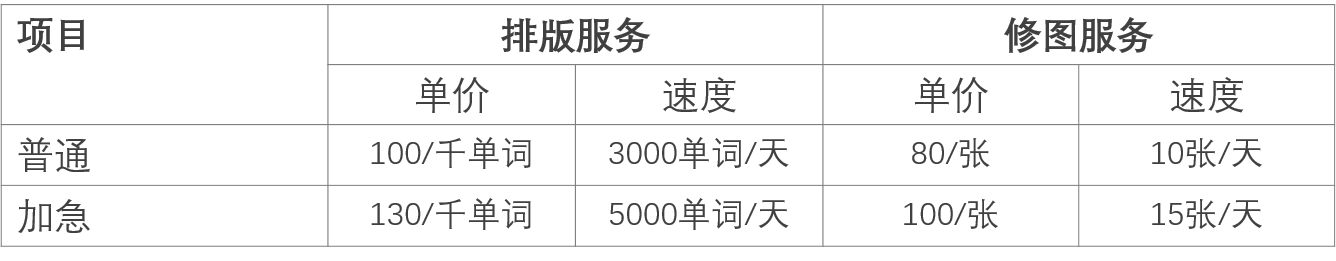 项目 排版服务 修图服务
单价 速度 单价 速度
普通 100/千单词 3000单词/天 80/张 10张/天
加急 130/千单词 5000单词/天 100/张 15张/天